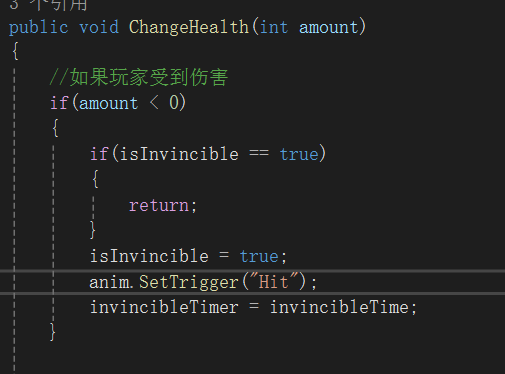 3 个引用
public void ChangeHealth(int amount)
{
//如果玩家受到伤害
if(amount < 0)
{
if(isInvincible == true)
{
return;
}
isInvincible = true;
anim.SetTrigger("Hit");
invincibleTimer = invincibleTime;
}